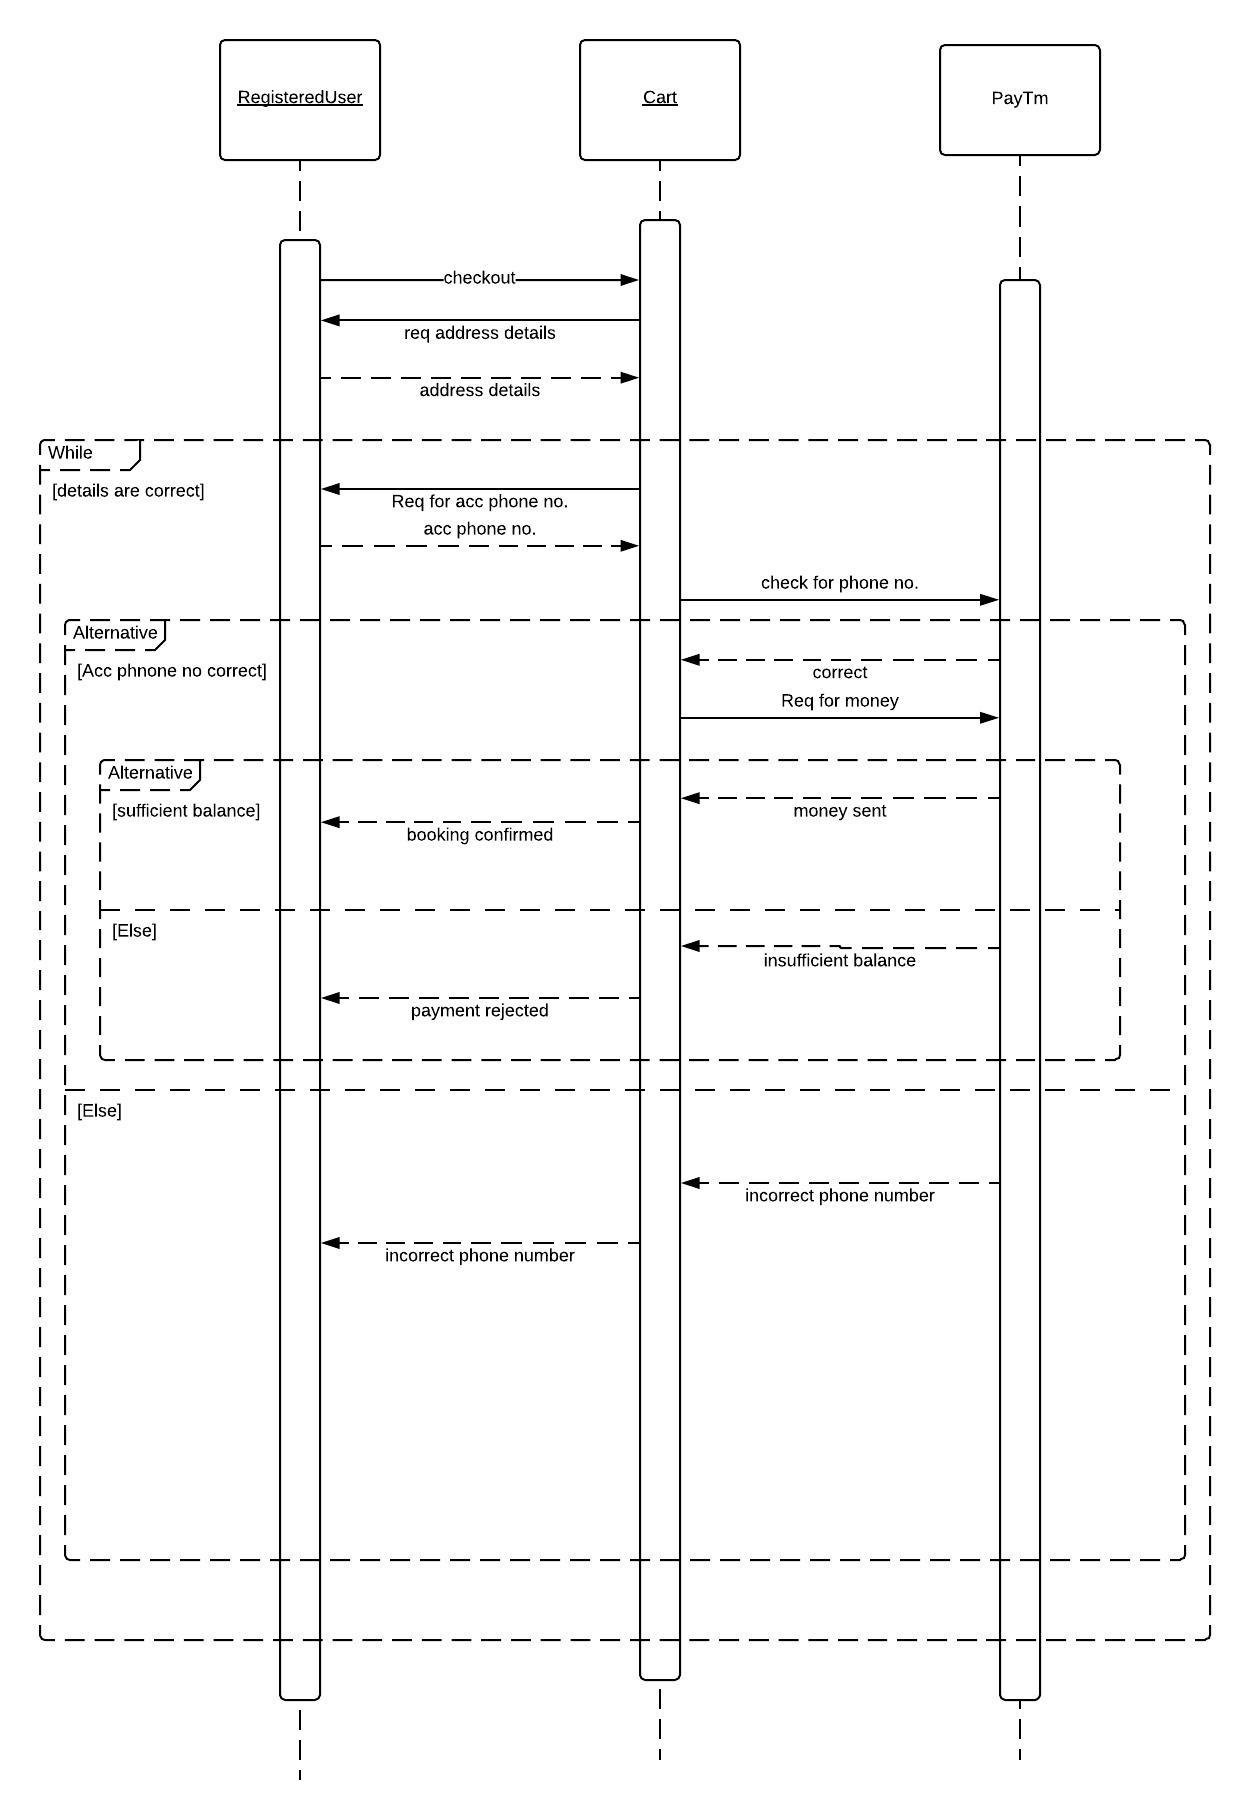 RegisteredUser
Cart
PayTm
checkout
req address details
address details
While
[details are correct]
Req for acc phone no.
acc phone no.
check for phone no.
Alternative
[Acc phnone no correct]
correct
Req for money
Alternative
[sufficient balance]
money sent
booking confirmed
[Else]
insufficient balance
payment rejected
[Else]
incorrect phone number
incorrect phone number